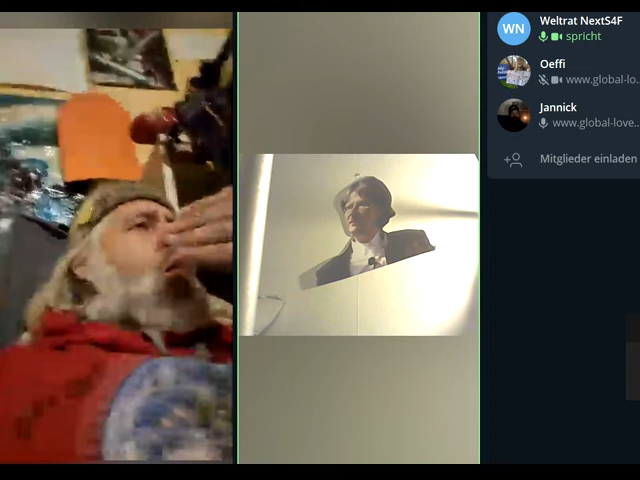 WN
Weltrat NextS4F
spricht
Oeffi
www.global-lo...
Jannick
www.global-love...
Mitglieder einladen